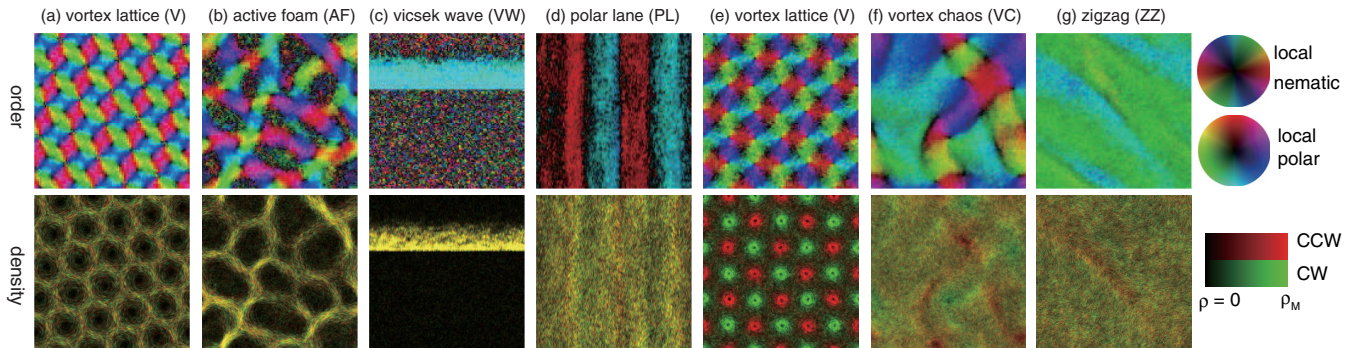 (a) vortex lattice (V)
(b) active foam (AF)
(c) vicsek wave (VW)
(d) polar lane (PL)
(e) vortex lattice (V)
(f) vortex chaos (VC)
(g) zigzag (ZZ)
order
local
nematic
local
polar
density
CCW
CW
ρ = 0
ρM